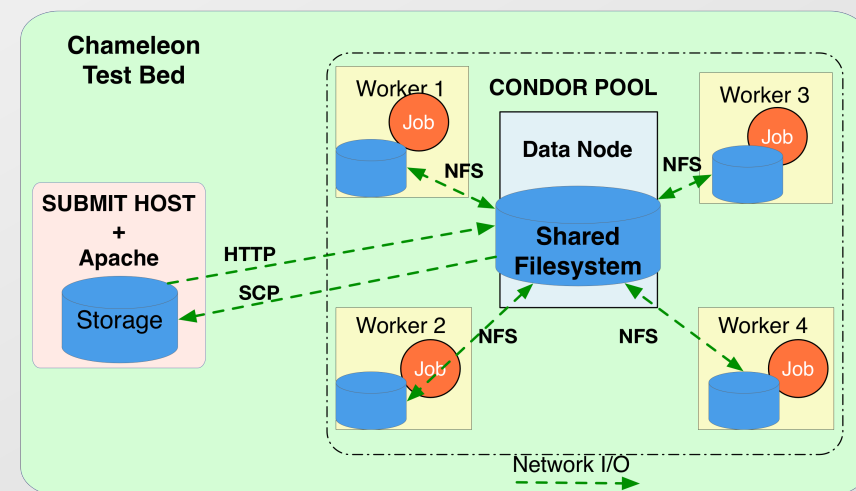 Chameleon
Test Bed
SUBMIT HOST
+
Apache
Storage
HTTP
SCP
CONDOR POOL
Worker 1
Job
NFS
Data Node
Shared
Filesystem
Worker 3
Job
NFS
Worker 2
Job
NFS
Worker 4
Job
NFS
Network I/O